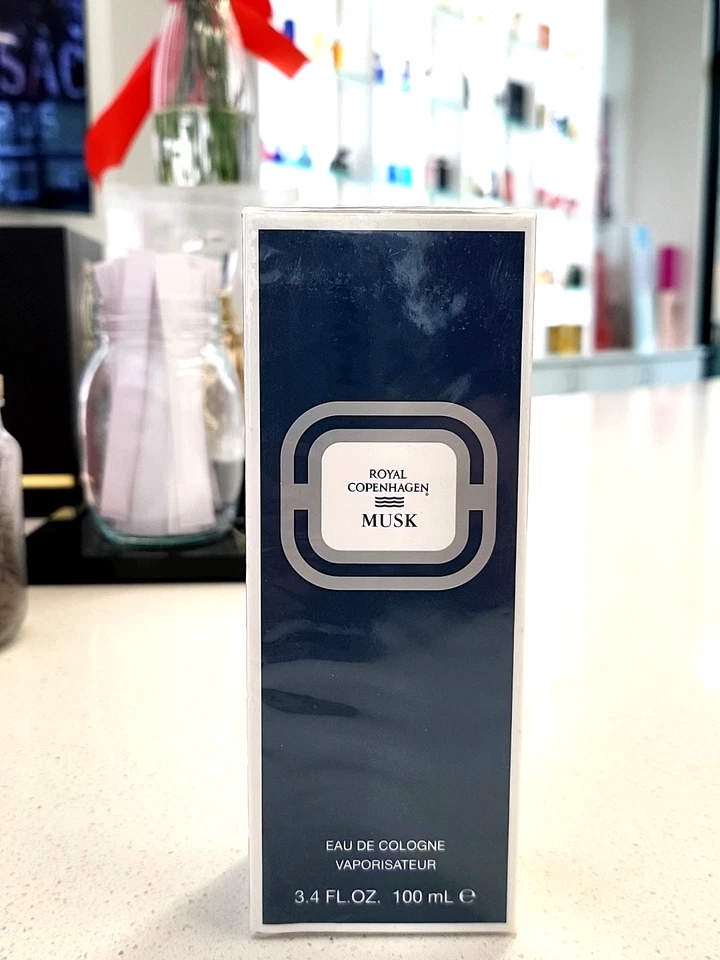 ROYAL
COPENHAGEN®
MUSK
EAU DE COLOGNE
VAPORISATEUR
3.4 FL.OZ. 100 mL ℮